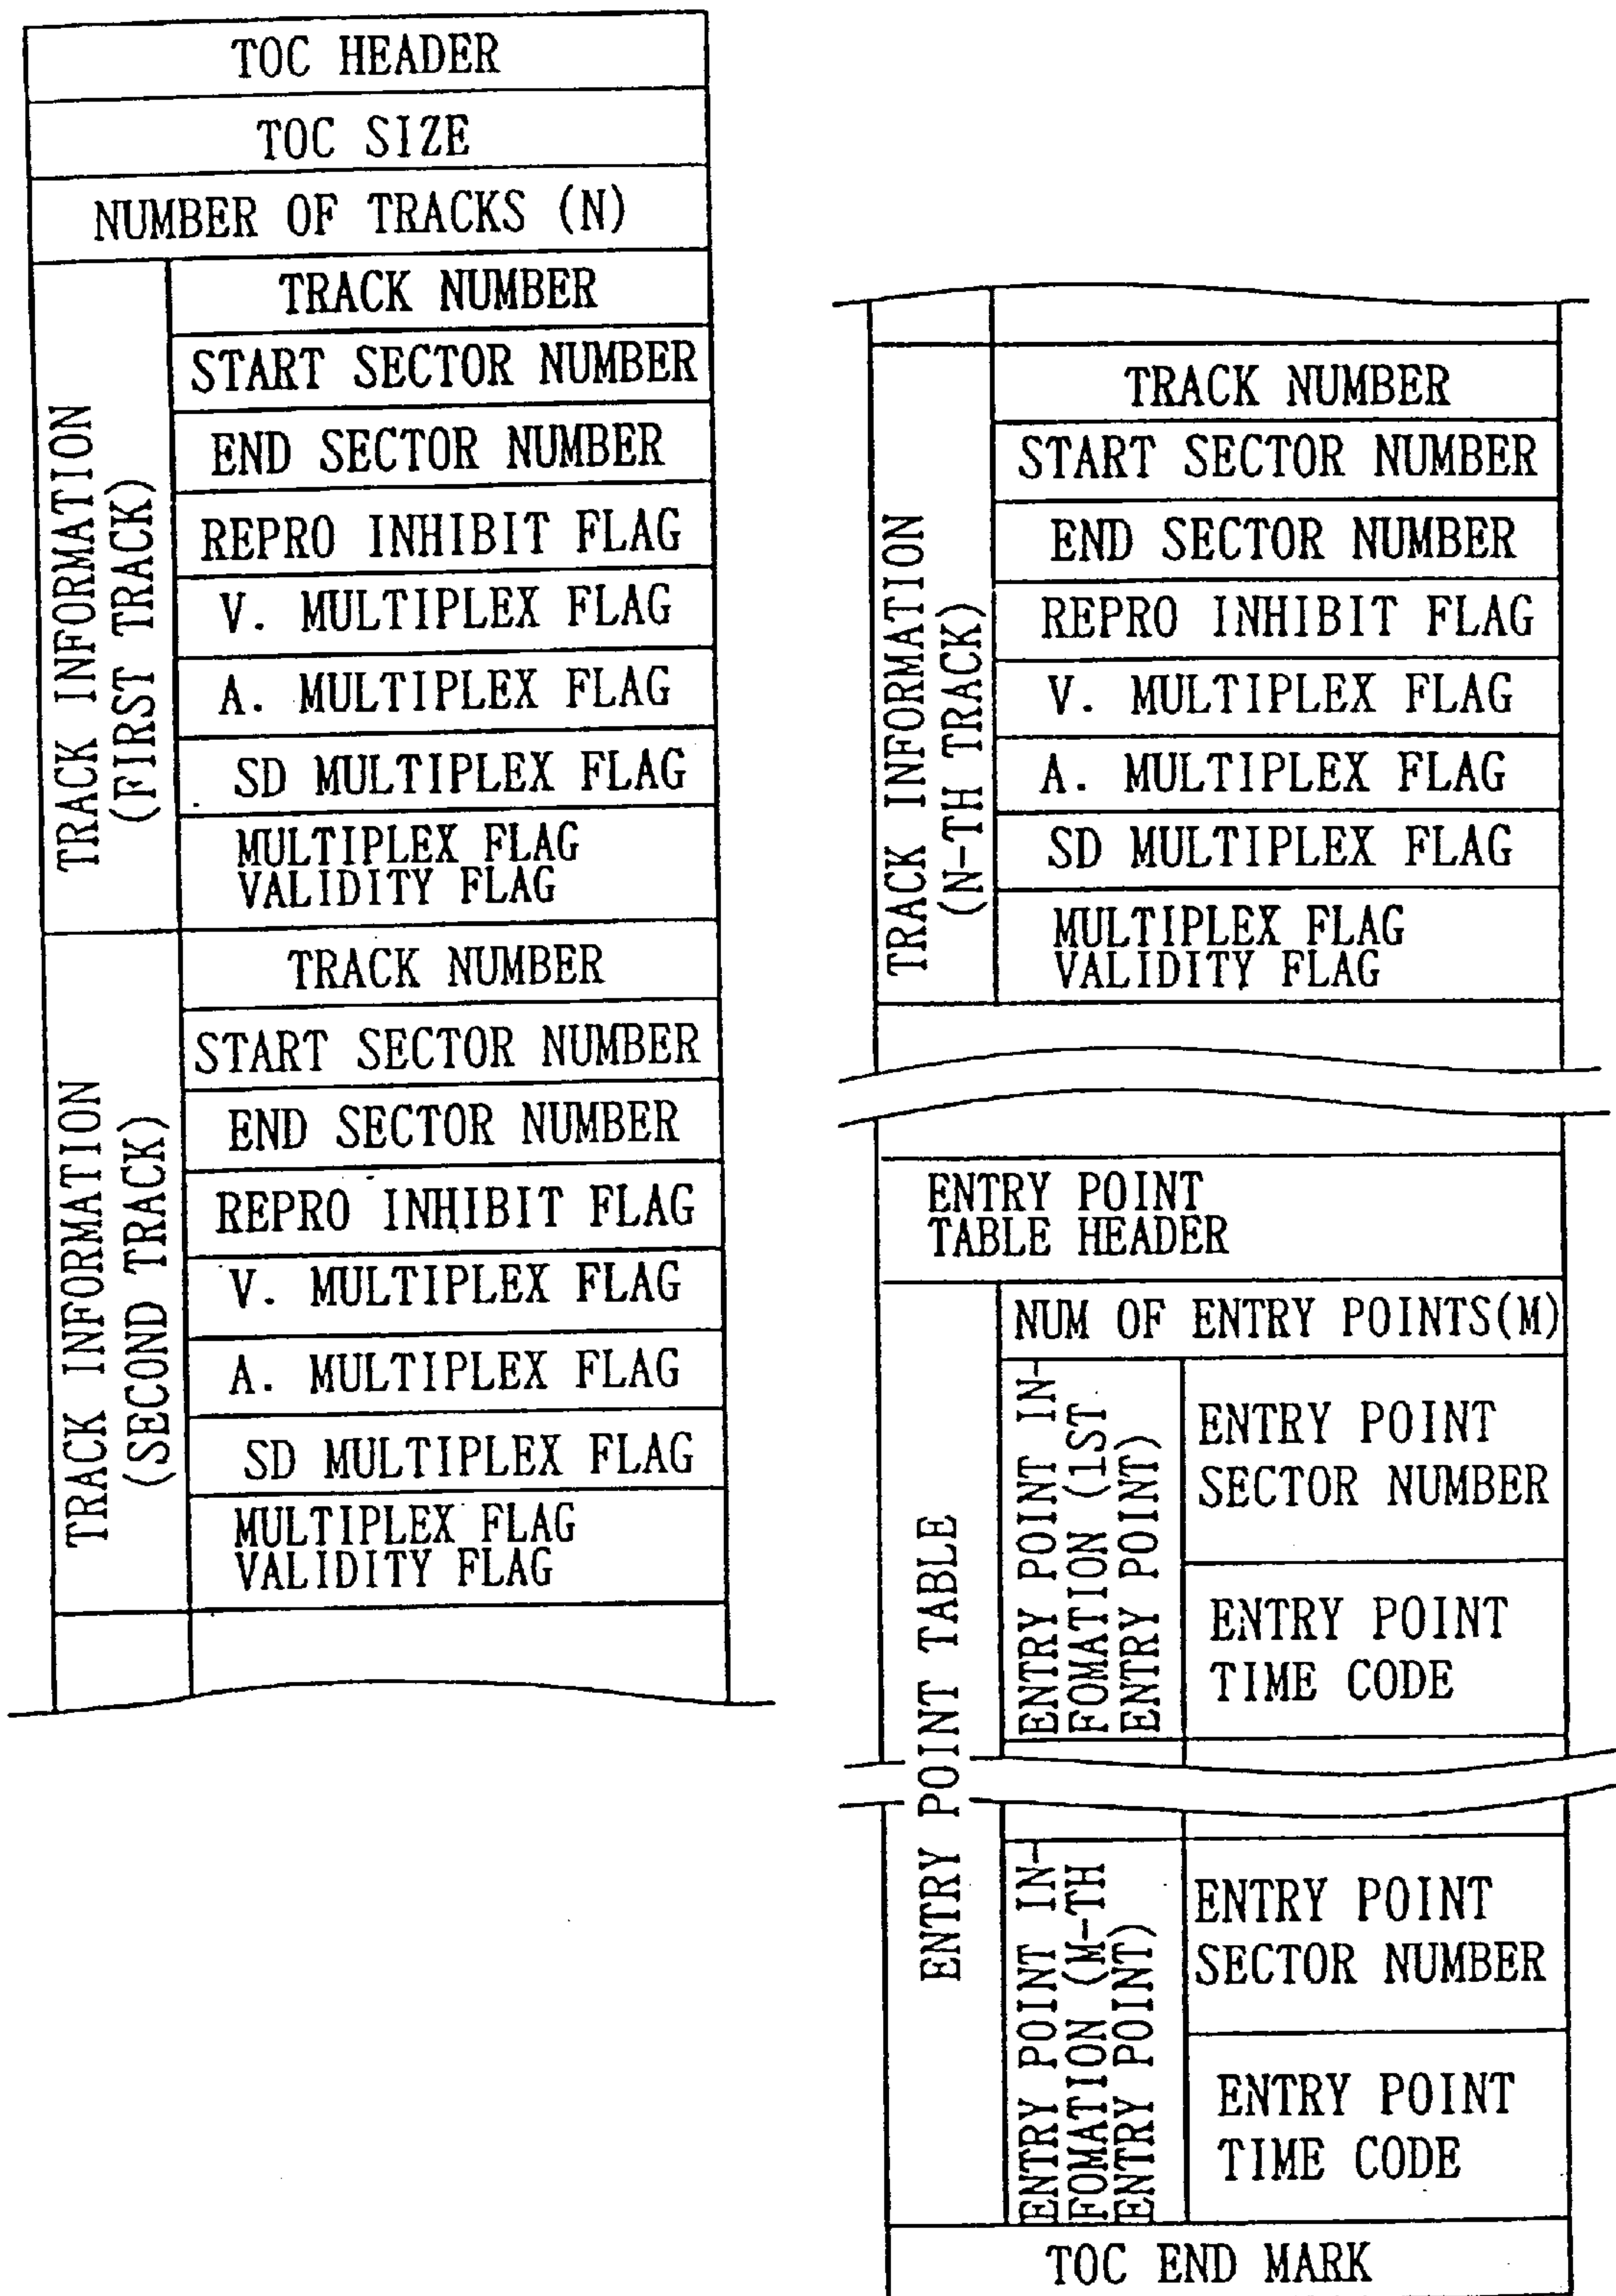 TOC HEADER
TOC SIZE
NUMBER OF TRACKS (N)
TRACK INFORMATION
(FIRST TRACK)
TRACK NUMBER
START SECTOR NUMBER
END SECTOR NUMBER
REPRO INHIBIT FLAG
V. MULTIPLEX FLAG
A. MULTIPLEX FLAG
SD MULTIPLEX FLAG
MULTIPLEX FLAG
VALIDITY FLAG
TRACK INFORMATION
(SECOND TRACK)
TRACK NUMBER
START SECTOR NUMBER
END SECTOR NUMBER
REPRO INHIBIT FLAG
V. MULTIPLEX FLAG
A. MULTIPLEX FLAG
SD MULTIPLEX FLAG
MULTIPLEX FLAG
VALIDITY FLAG
TRACK INFORMATION
(N-TH TRACK)
TRACK NUMBER
START SECTOR NUMBER
END SECTOR NUMBER
REPRO INHIBIT FLAG
V. MULTIPLEX FLAG
A. MULTIPLEX FLAG
SD MULTIPLEX FLAG
MULTIPLEX FLAG
VALIDITY FLAG
ENTRY POINT
TABLE HEADER
ENTRY POINT TABLE
NUM OF ENTRY POINTS(M)
ENTRY POINT IN-
FOMATION (1ST
ENTRY POINT)
ENTRY POINT
SECTOR NUMBER
ENTRY POINT
TIME CODE
ENTRY POINT IN-
FOMATION (M-TH
ENTRY POINT)
ENTRY POINT
SECTOR NUMBER
ENTRY POINT
TIME CODE
TOC END MARK